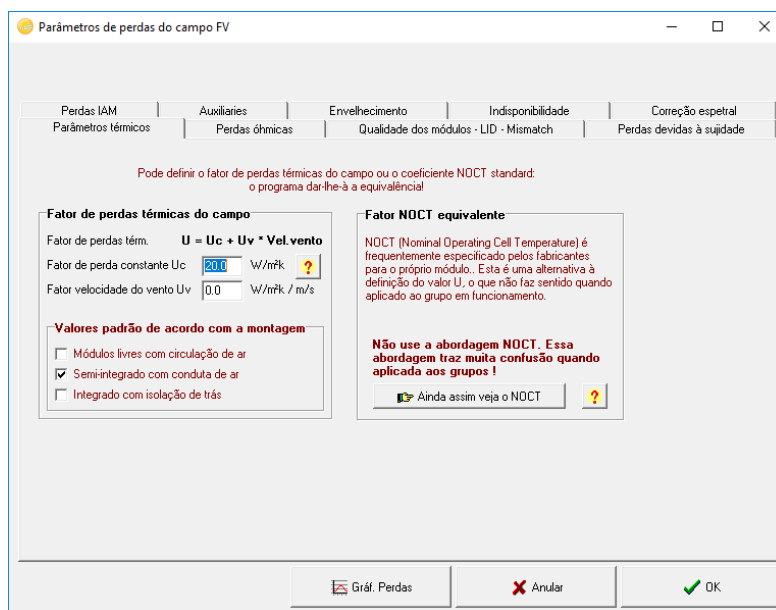 Parâmetros de perdas do campo FV
Perdas IAM
Auxiliaries
Envelhecimento
Indisponibilidade
Correção espetral
Parâmetros térmicos
Perdas óhmicas
Qualidade dos módulos - LID - Mismatch
Perdas devidas à sujidade
Pode definir o fator de perdas térmicas do campo ou o coeficiente NOCT standard:
o programa dar-lhe-à a equivalência!
Fator de perdas térmicas do campo
Fator de perdas térm. U = Uc + Uv * Vel.vento
Fator de perda constante Uc 20.0 W/m²k ?
Fator velocidade do vento Uv 0.0 W/m²k / m/s
Valores padrão de acordo com a montagem
Módulos livres com circulação de ar
Semi-integrado com conduta de ar
Integrado com isolação de trás
Fator NOCT equivalente
NOCT (Nominal Operating Cell Temperature) é
frequentemente especificado pelos fabricantes
para o próprio módulo.. Esta é uma alternativa à
definição do valor U, o que não faz sentido quando
aplicado ao grupo em funcionamento.
Não use a abordagem NOCT. Essa
abordagem traz muita confusão quando
aplicada aos grupos !
Ainda assim veja o NOCT ?
Gráf. Perdas
Anular
OK